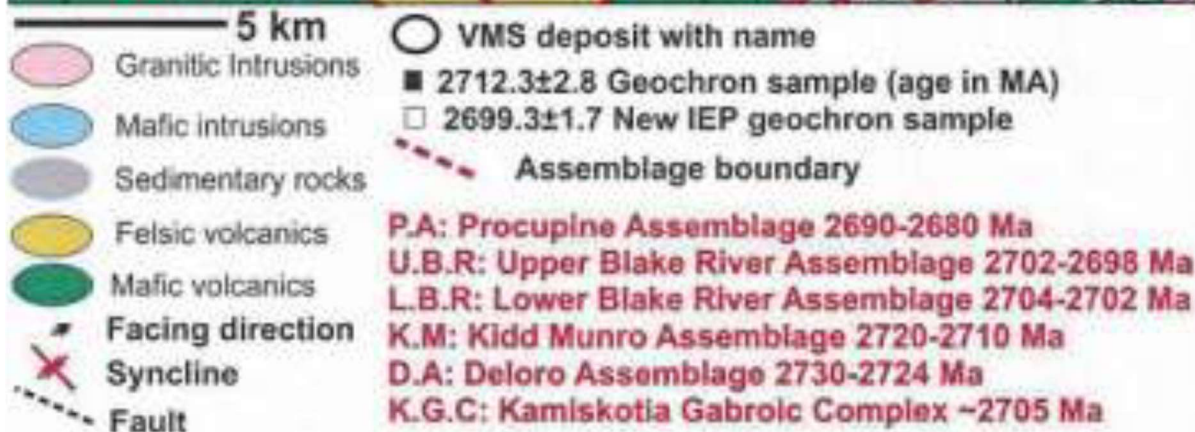 5 km
Granitic Intrusions
Mafic intrusions
Sedimentary rocks
Felsic volcanics
Mafic volcanics
Facing direction
Syncline
Fault
VMS deposit with name
2712.3±2.8 Geochron sample (age in MA)
2699.3±1.7 New IEP geochron sample
Assemblage boundary
P.A: Procupine Assemblage 2690-2680 Ma
U.B.R: Upper Blake River Assemblage 2702-2698 Ma
L.B.R: Lower Blake River Assemblage 2704-2702 Ma
K.M: Kidd Munro Assemblage 2720-2710 Ma
D.A: Deloro Assemblage 2730-2724 Ma
K.G.C: Kamiskotia Gabroic Complex ~2705 Ma